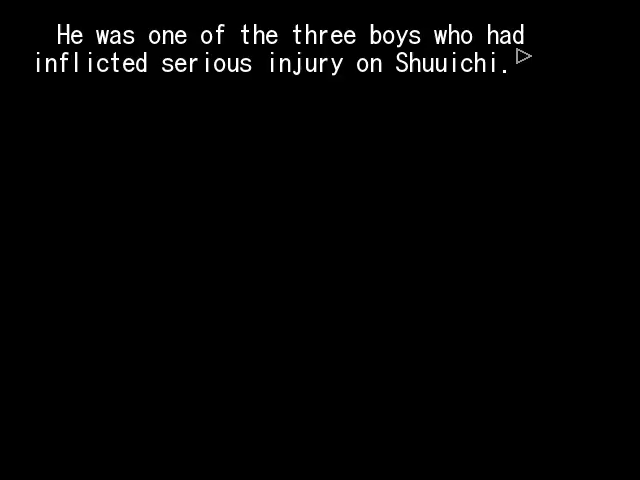 He was one of the three boys who had
inflicted serious injury on Shuuichi.